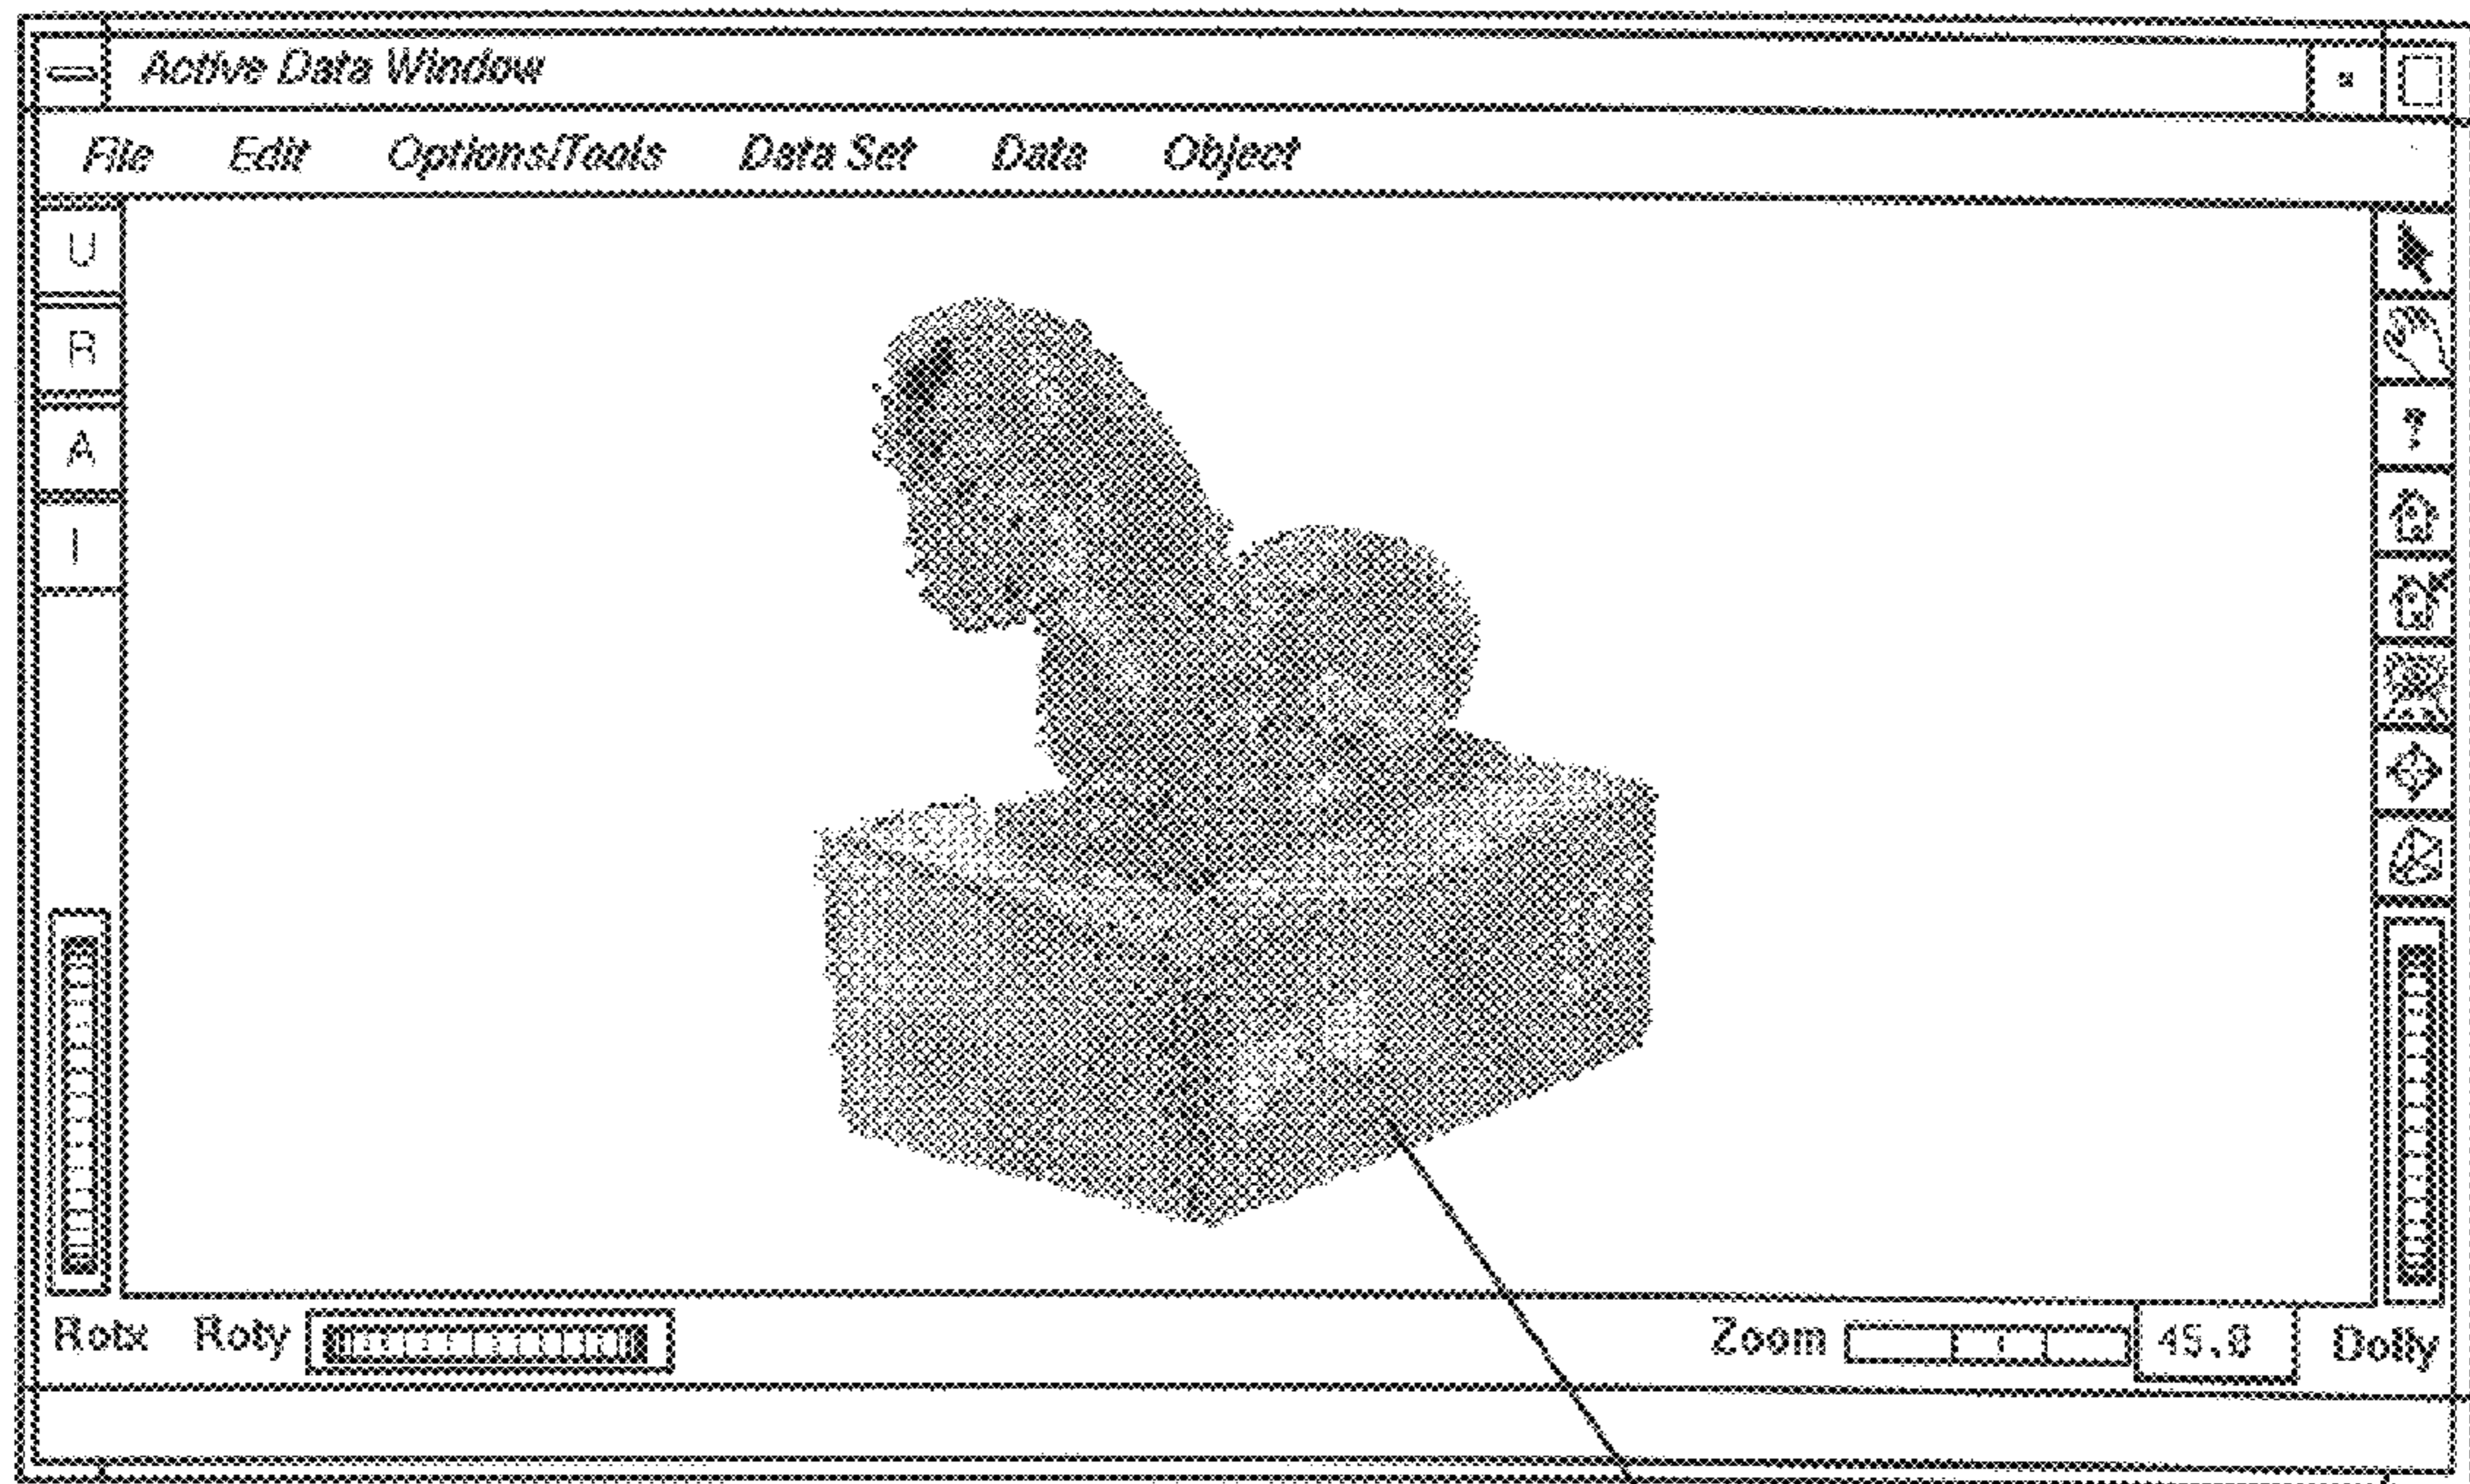 Active Data Window
File Edit Options/Tools Data Set Data Object
U
R
A
I
?
Rotx Roty Zoom 45.0 Dolly